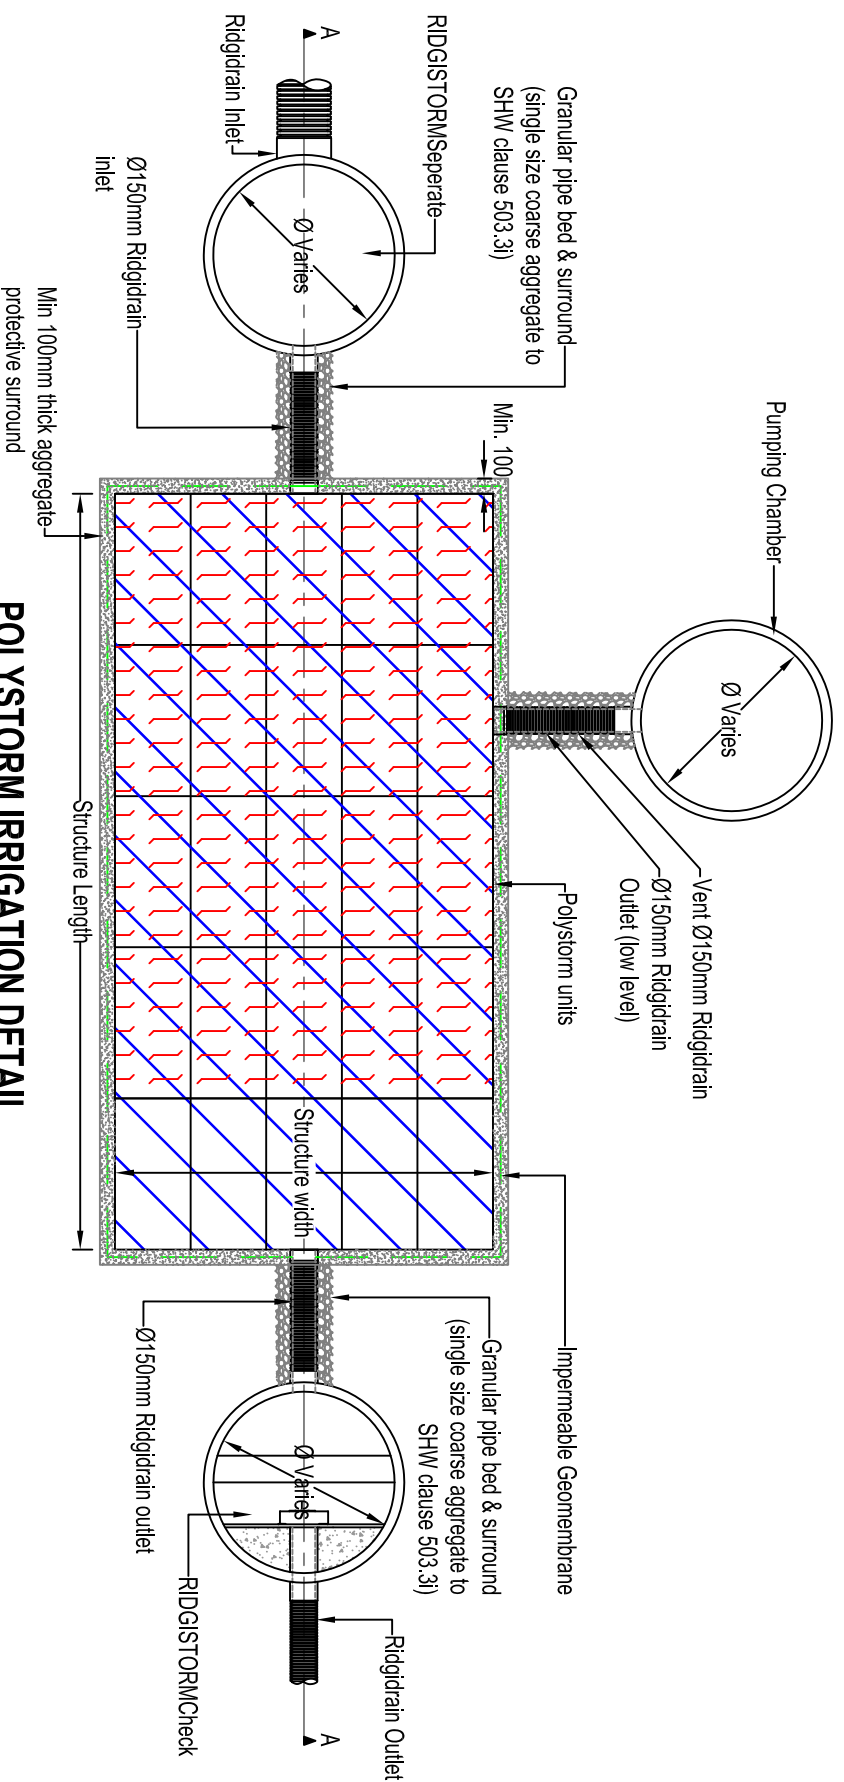 A
RIDGISTORMSeperate
Ridgidrain Inlet
Granular pipe bed & surround
(single size coarse aggregate to
SHW clause 503.3i)
Ø Varies
Ø150mm Ridgidrain
inlet
Min 100mm thick aggregate
protective surround
Min. 100
Pumping Chamber
Ø Varies
Vent Ø150mm Ridgidrain
Ø150mm Ridgidrain
Outlet (low level)
Polystorm units
Structure Length
Structure width
Impermeable Geomembrane
Granular pipe bed & surround
(single size coarse aggregate to
SHW clause 503.3i)
Ø150mm Ridgidrain outlet
Ø Varies
RIDGISTORMCheck
Ridgidrain Outlet
A
POLYSTORM IRRIGATION DETAIL